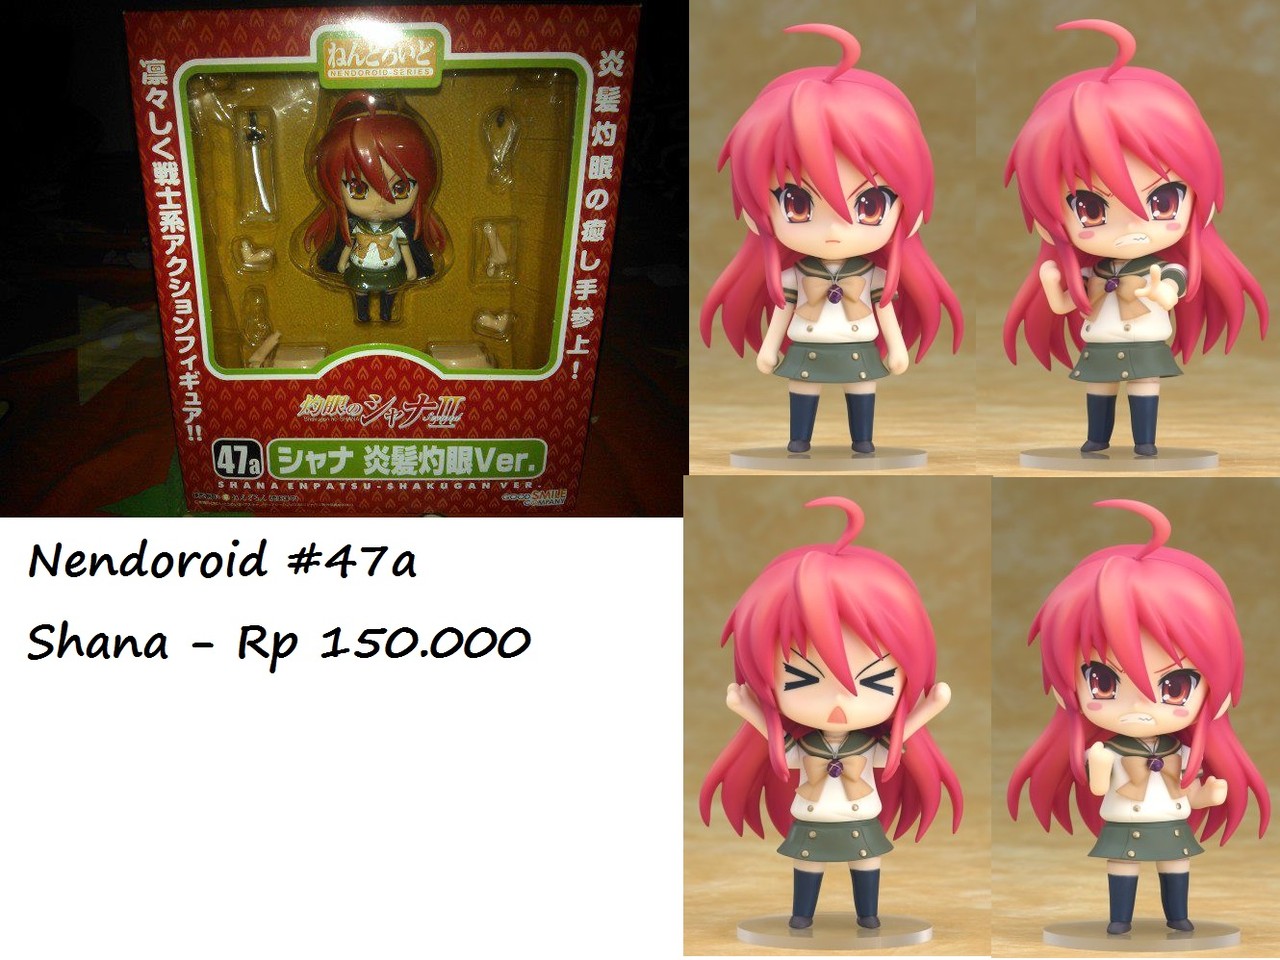 ねんどろいど
NENDOROID-SERIES
炎髪灼眼の癒し手参上!
凛々しく戦士系アクションフィギュア!!
灼眼のシャナII
47a
シャナ 炎髪灼眼Ver.
SHANA ENPATSU-SHAKUGAN VER.
GOOD SMILE
COMPANY
Nendoroid #47a
Shana - Rp 150.000